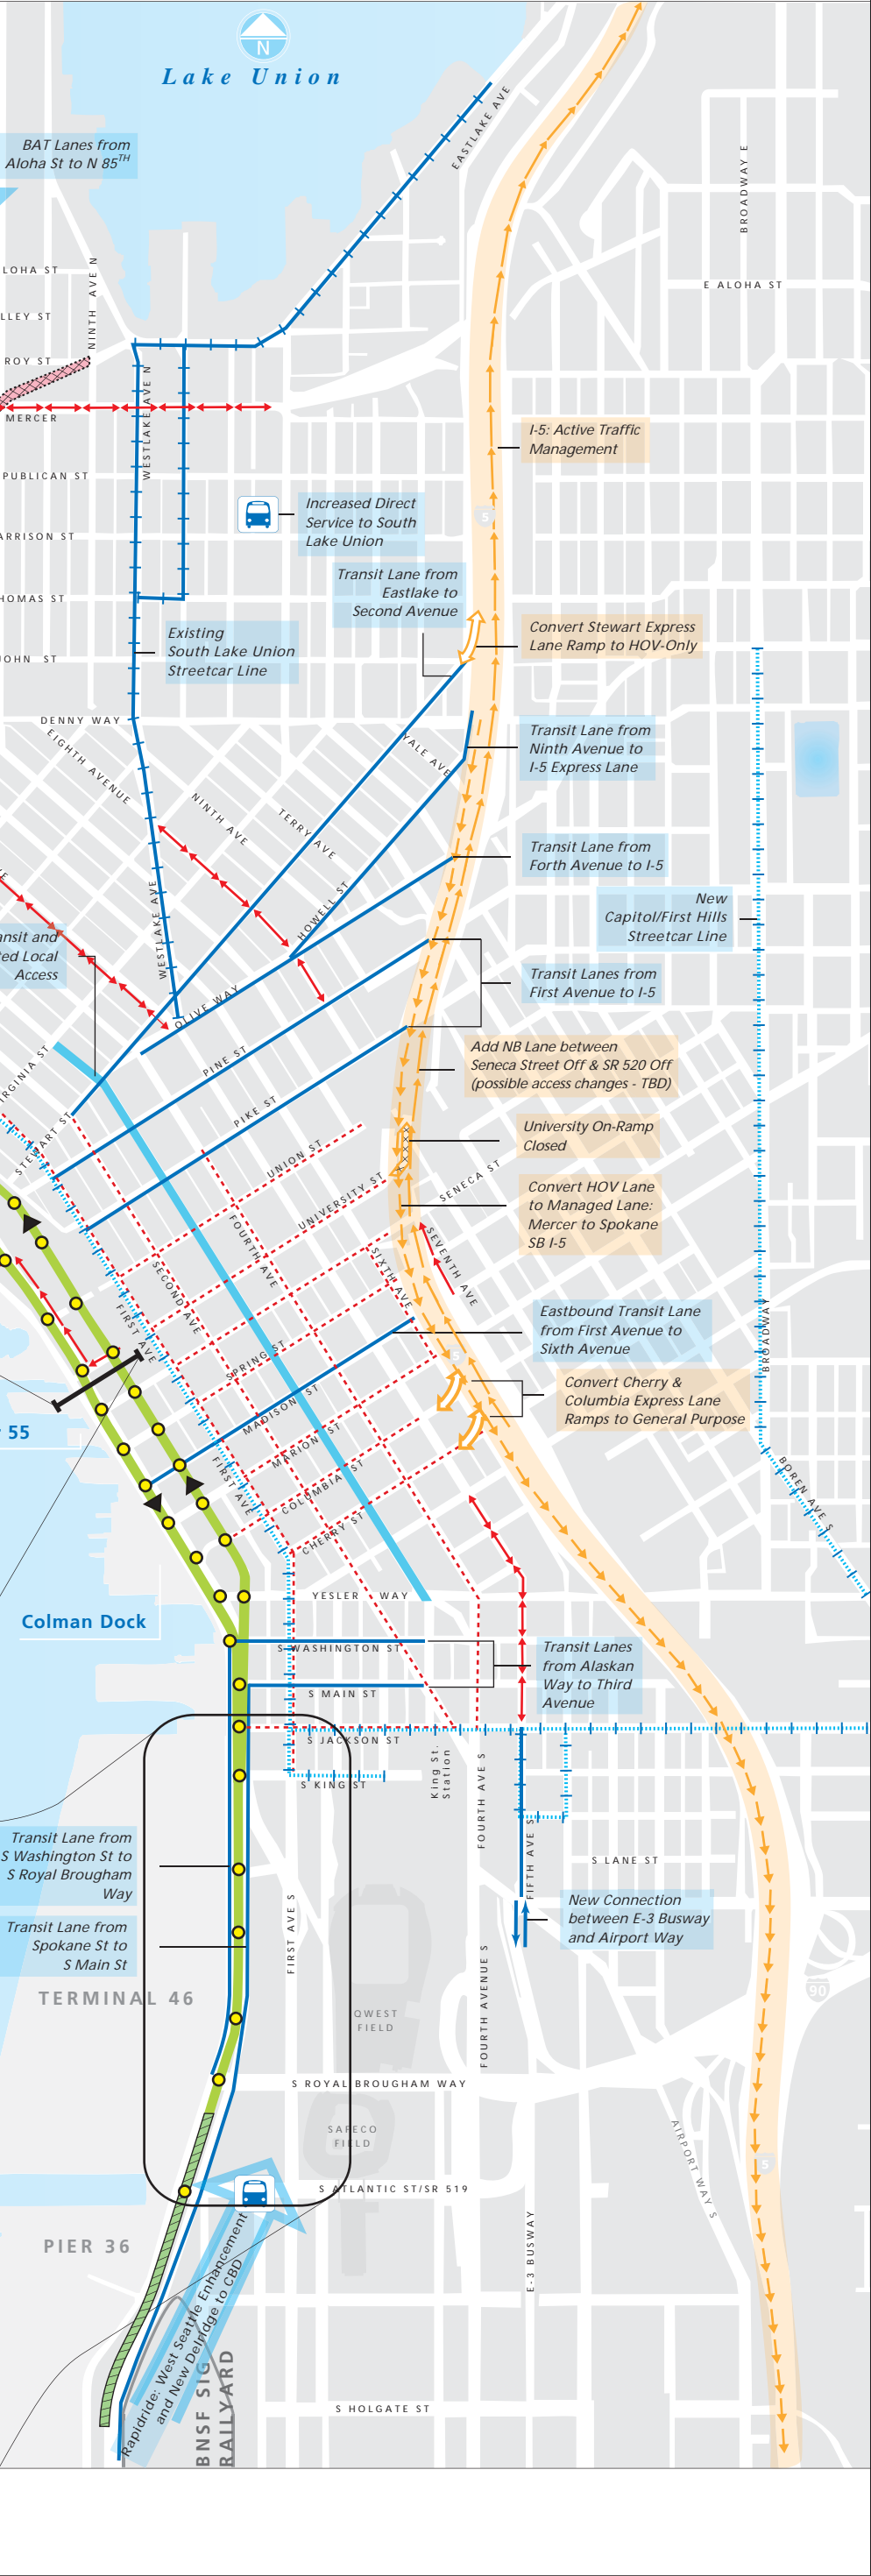 N
Lake Union
EASTLAKE AVE
BAT Lanes from
Aloha St to N 85TH
BROADWAY E
LOHA ST
NINTH AVE N
E ALOHA ST
LLEY ST
ROY ST
MERCER
WESTLAKE AVE N
I-5: Active Traffic
Management
PUBLICAN ST
5
Increased Direct
Service to South
Lake Union
ARRISON ST
Transit Lane from
Eastlake to
Second Avenue
HOMAS ST
Convert Stewart Express
Lane Ramp to HOV-Only
Existing
South Lake Union
Streetcar Line
OHN ST
DENNY WAY
EIGHTH AVENUE
YALE AVE
Transit Lane from
Ninth Avenue to
I-5 Express Lane
NINTH AVE
TERRY AVE
Transit Lane from
Forth Avenue to I-5
HOWELL ST
WESTLAKE AVE
New
Capitol/First Hills
Streetcar Line
ansit and
ted Local
Access
Transit Lanes from
First Avenue to I-5
OLIVE WAY
PINE ST
Add NB Lane between
Seneca Street Off & SR 520 Off
(possible access changes - TBD)
IRGINIA ST
PIKE ST
STEWART ST
University On-Ramp
Closed
UNION ST
UNIVERSITY ST
SENECA ST
Convert HOV Lane
to Managed Lane:
Mercer to Spokane
SB I-5
FOURTH AVE
SEVENTH AVE
SIXTH AVE
SECOND AVE
FIRST AVE
Eastbound Transit Lane
from First Avenue to
Sixth Avenue
BROADWAY
SPRING ST
5
Convert Cherry &
Columbia Express Lane
Ramps to General Purpose
MADISON ST
55
MARION ST
FIRST AVE
COLUMBIA ST
BOREN AVE S
CHERRY ST
YESLER WAY
Colman Dock
S WASHINGTON ST
Transit Lanes
from Alaskan
Way to Third
Avenue
S MAIN ST
S JACKSON ST
King St.
Station
S KING ST
FOURTH AVE S
FIFTH AVE S
Transit Lane from
S Washington St to
S Royal Brougham
Way
S LANE ST
FIRST AVE S
New Connection
between E-3 Busway
and Airport Way
Transit Lane from
Spokane St to
S Main St
FOURTH AVENUE S
TERMINAL 46
90
QWEST
FIELD
S ROYAL BROUGHAM WAY
SAFECO
FIELD
AIRPORT WAY S
5
S ATLANTIC ST/SR 519
PIER 36
E-3 BUSWAY
Rapidride: West Seattle Enhancement
and New Delridge to CBD
BNSF SIG
RAILYARD
S HOLGATE ST